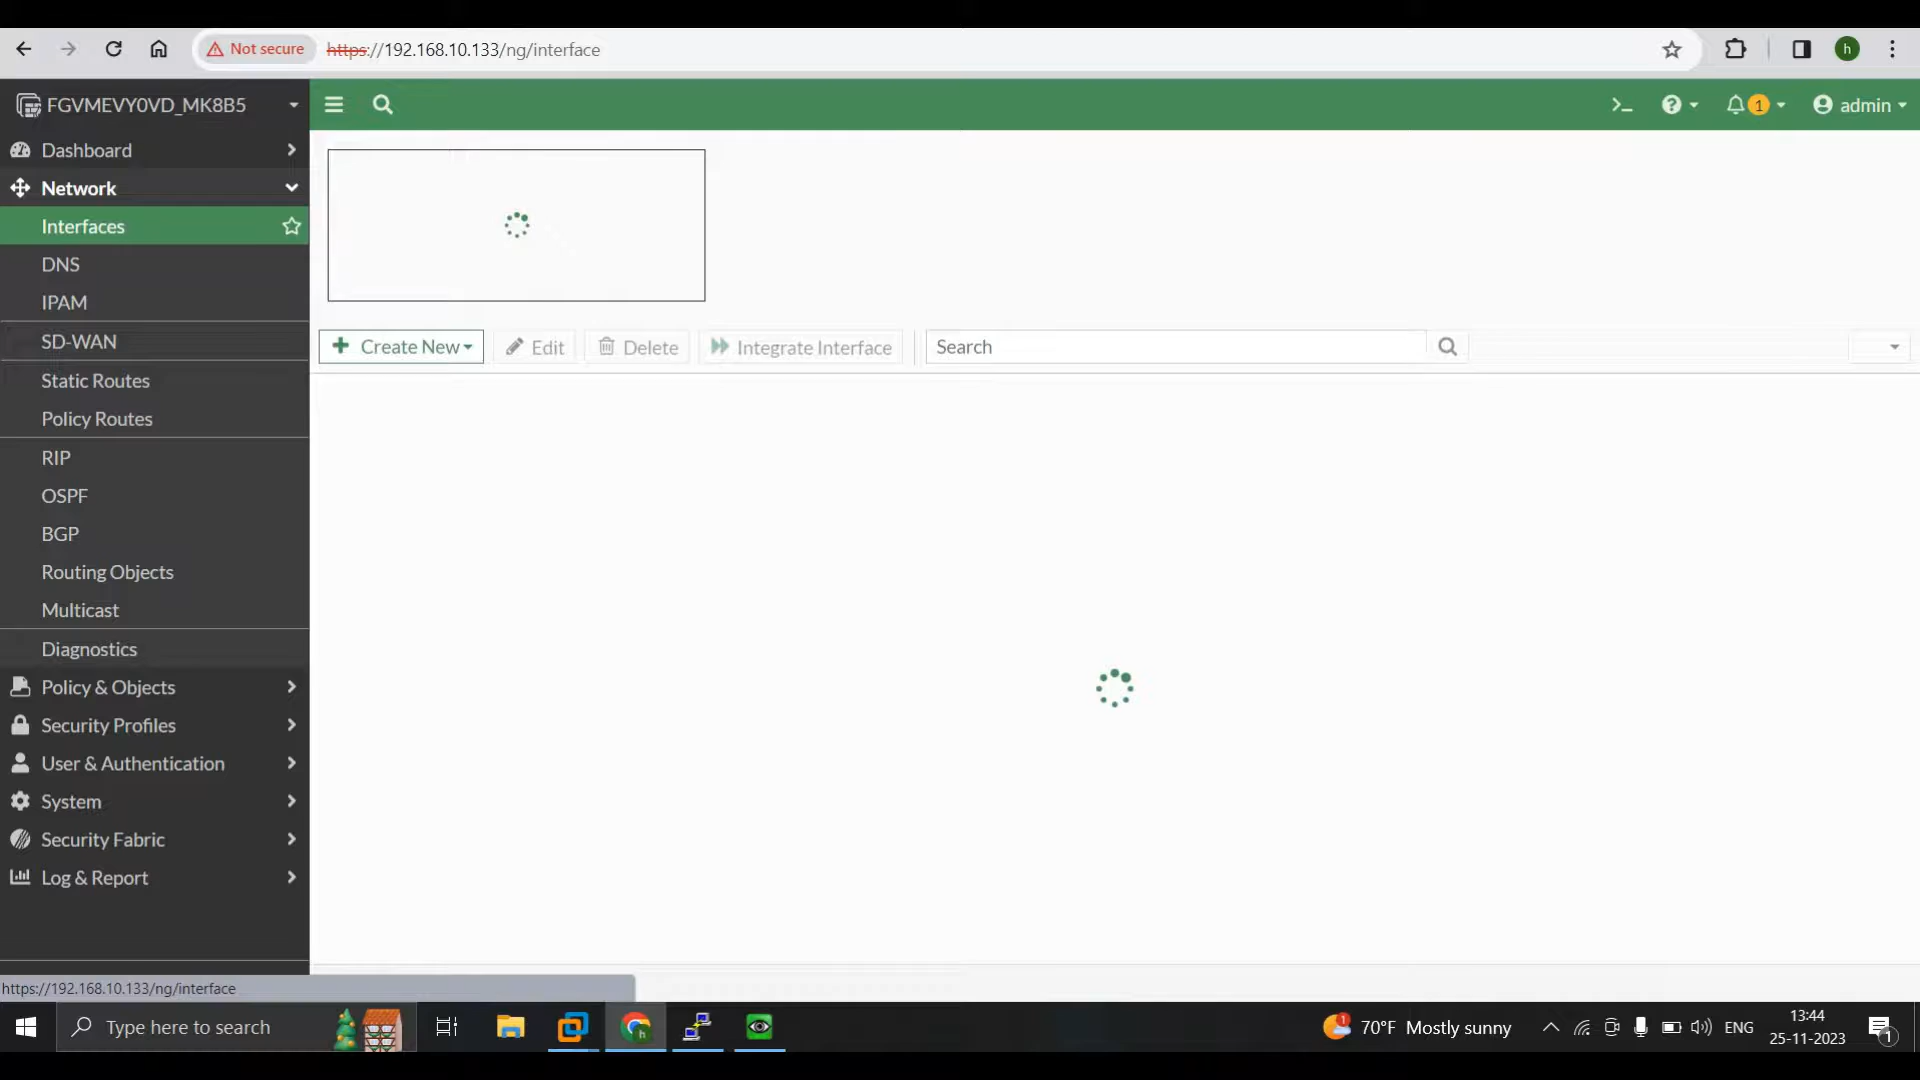 Not secure
https://192.168.10.133/ng/interface
h
FGVMEVY0VD_MK8B5
1
admin
Dashboard
Network
Interfaces
DNS
IPAM
SD-WAN
Static Routes
Policy Routes
RIP
OSPF
BGP
Routing Objects
Multicast
Diagnostics
Policy & Objects
Security Profiles
User & Authentication
System
Security Fabric
Log & Report
Create New
Edit
Delete
Integrate Interface
Search
https://192.168.10.133/ng/interface
Type here to search
h
1
70°F Mostly sunny
ENG
13:44
25-11-2023
1